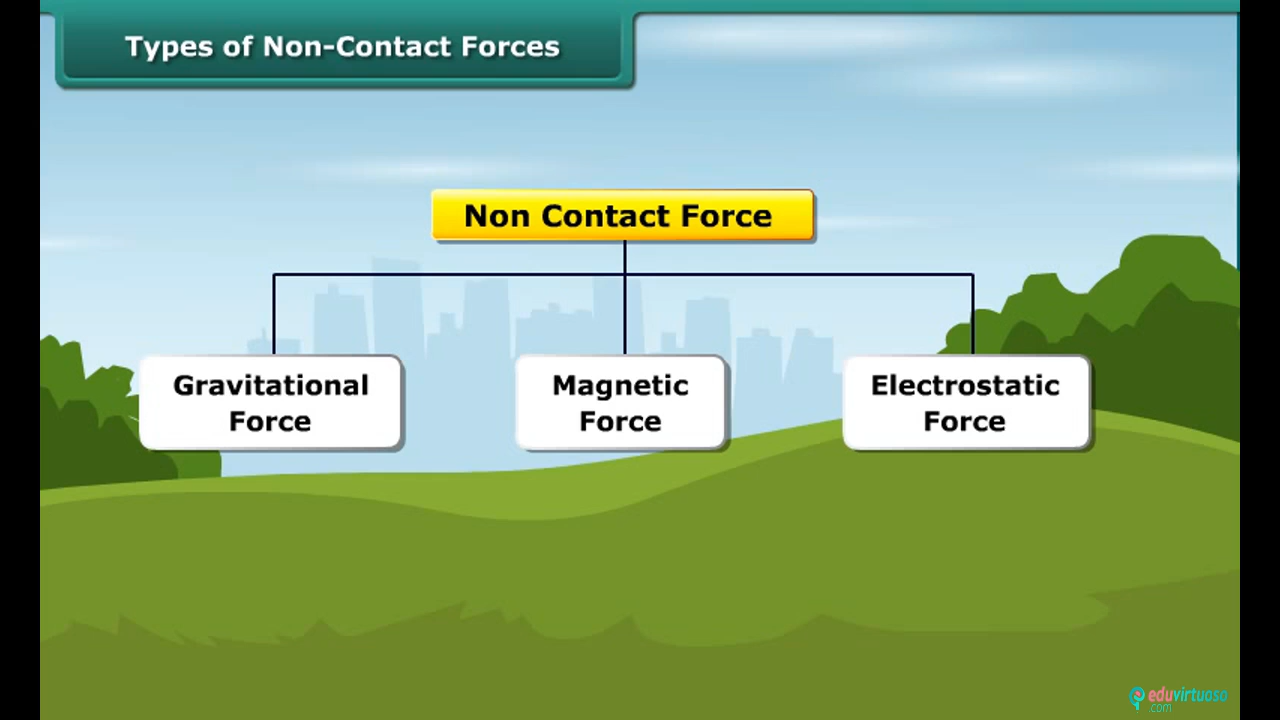 Types of Non-Contact Forces
Non Contact Force
Gravitational
Force
Magnetic
Force
Electrostatic
Force
eduvirtuoso
.com